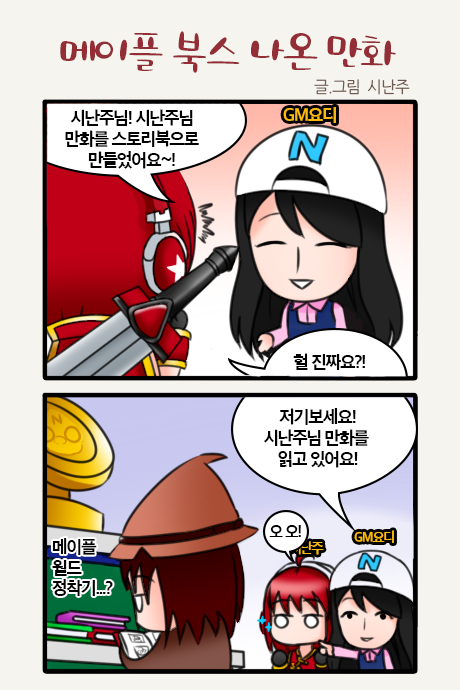 메이플 북스 나온 만화
글.그림 시난주
시난주님! 시난주님
만화를 스토리북으로
만들었어요~!
GM요디
N
헐 진짜요?!
저기보세요!
시난주님 만화를
읽고 있어요!
N
오 오!
난주
GM요디
N
메이플
월드
정착기...?